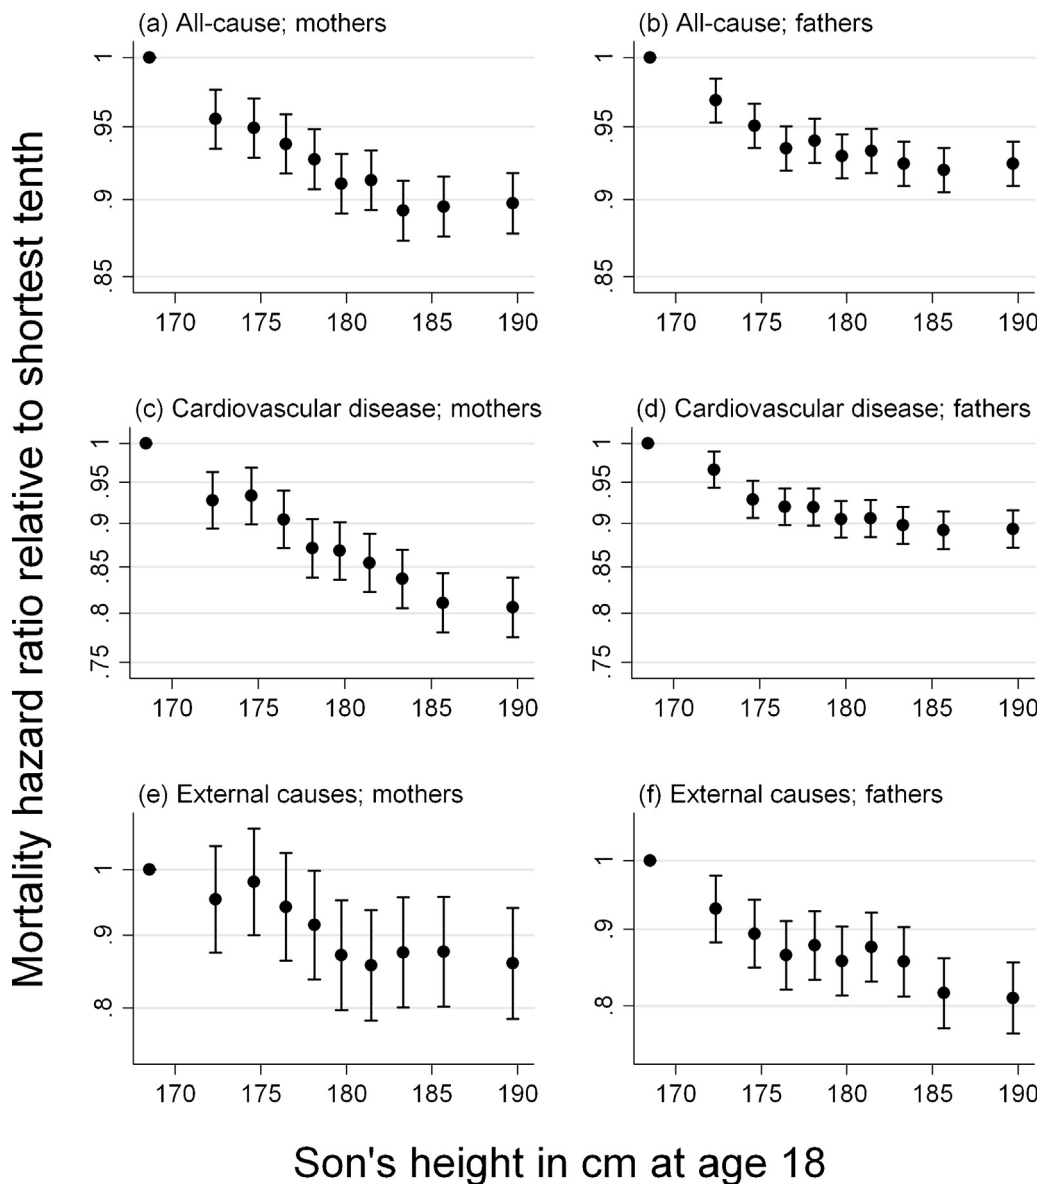 (a) All-cause; mothers
1
.95
.9
.85
170 175 180 185 190
(b) All-cause; fathers
1
.95
.9
.85
170 175 180 185 190
(c) Cardiovascular disease; mothers
1
.95
.9
.85
.8
.75
170 175 180 185 190
(d) Cardiovascular disease; fathers
1
.95
.9
.85
.8
.75
170 175 180 185 190
(e) External causes; mothers
1
.9
.8
170 175 180 185 190
(f) External causes; fathers
1
.9
.8
170 175 180 185 190
Mortality hazard ratio relative to shortest tenth
Son's height in cm at age 18